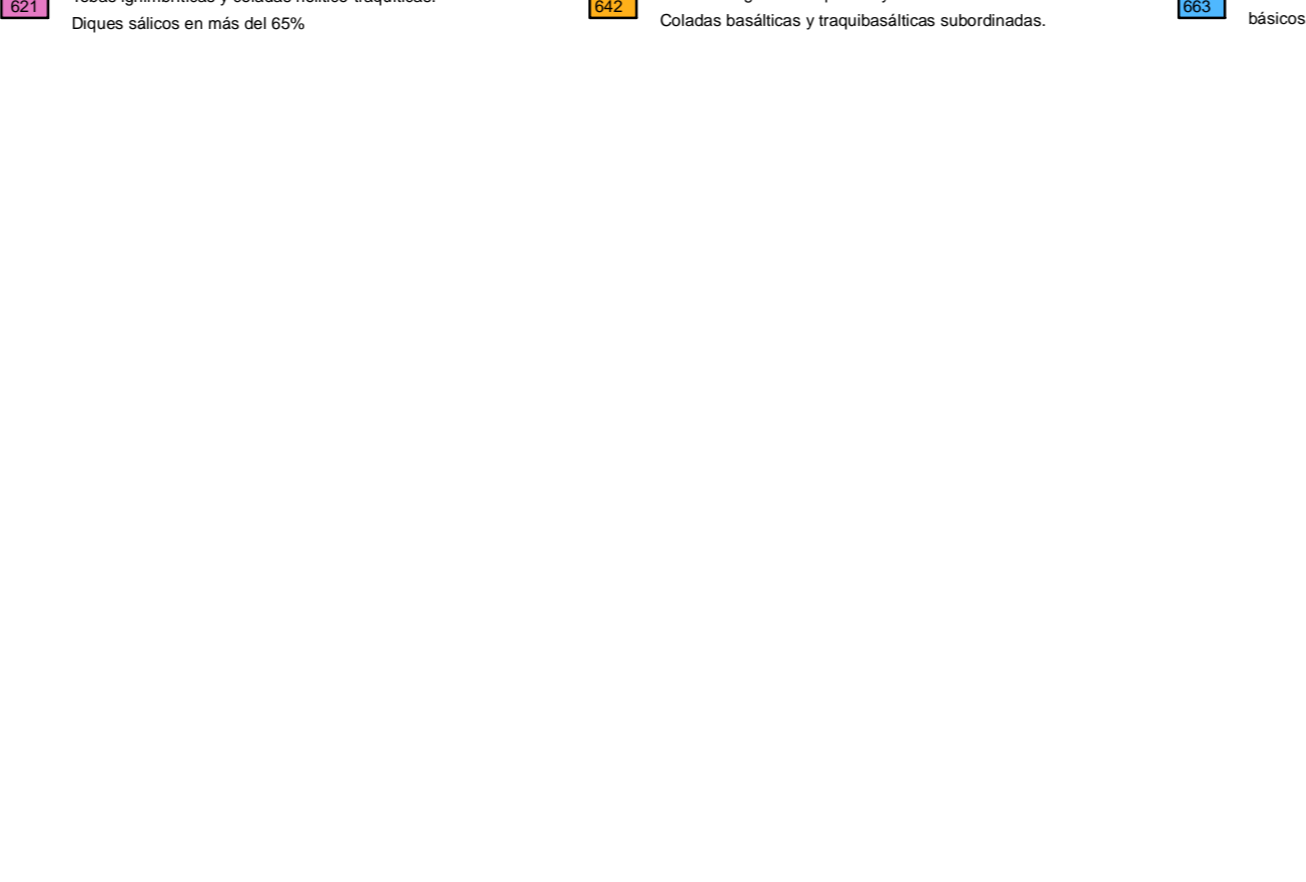 621
Tobas ignimbríticas y coladas riolítico-traquíticas.
Diques sálicos en más del 65%
642
Coladas basálticas y traquibasálticas subordinadas.
663
básicos